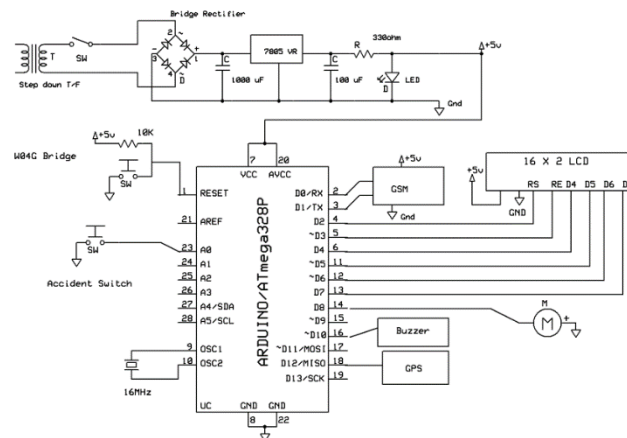 Bridge Rectifier
SW
T
Step down T/F
2
~
-
3
+
1
4
~
D
C
1000 uF
7805 VR
C
100 uF
330ohm
R
LED
D
+5v
Gnd
+5v
10K
W04G Bridge
SW
7
20
VCC
AVCC
1
RESET
21
AREF
23
A0
24
A1
25
A2
26
A3
27
A4/SDA
28
A5/SCL
9
OSC1
10
OSC2
UC
GND
GND
8
22
ARDUINO/ATmega328P
D0/RX
2
D1/TX
3
D2
4
~D3
5
D4
6
~D5
11
~D6
12
D7
13
D8
14
~D9
15
~D10
16
~D11/MOSI
17
D12/MISO
18
D13/SCK
19
SW
Accident Switch
16MHz
+5v
GSM
Gnd
16 X 2 LCD
+5v
GND
RS
RE
D4
D5
D6
D
M
M
+
Buzzer
GPS